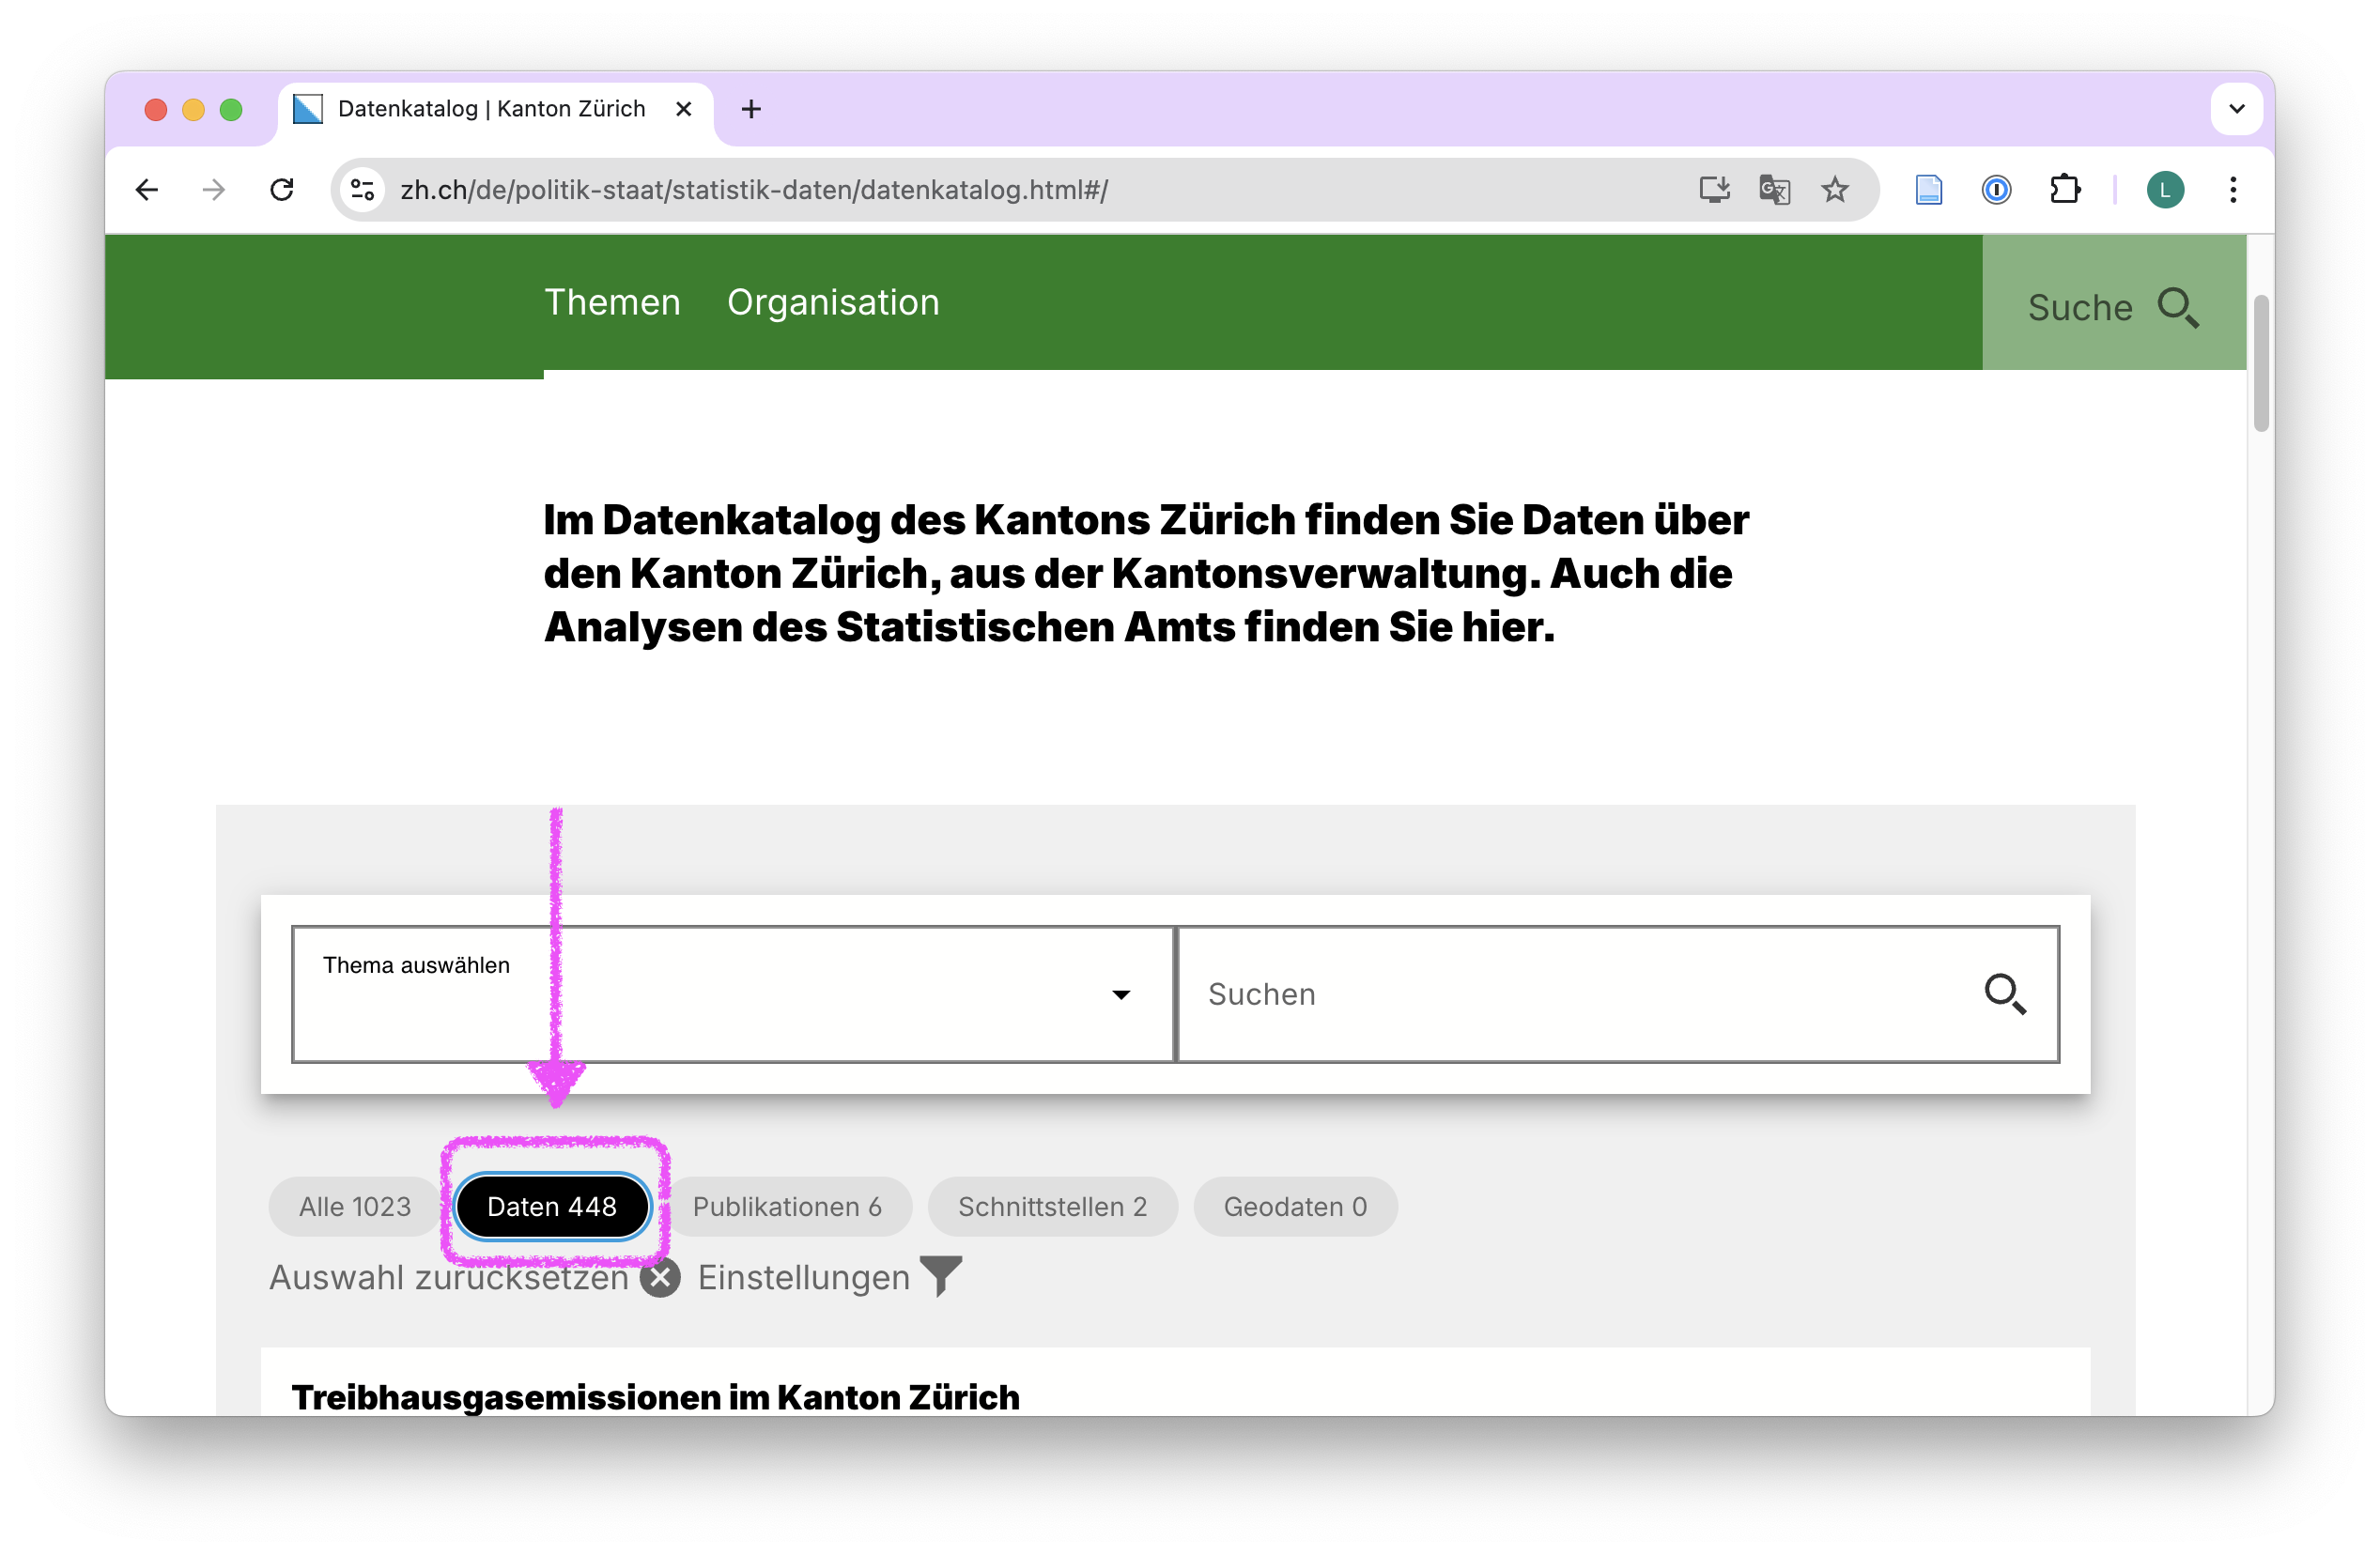 Datenkatalog | Kanton Zürich
zh.ch/de/politik-staat/statistik-daten/datenkatalog.html#/
L
Themen Organisation
Suche
Im Datenkatalog des Kantons Zürich finden Sie Daten über
den Kanton Zürich, aus der Kantonsverwaltung. Auch die
Analysen des Statistischen Amts finden Sie hier.
Thema auswählen
Suchen
Alle 1023 Daten 448 Publikationen 6 Schnittstellen 2 Geodaten 0
Auswahl zurücksetzen Einstellungen
Treibhausgasemissionen im Kanton Zürich